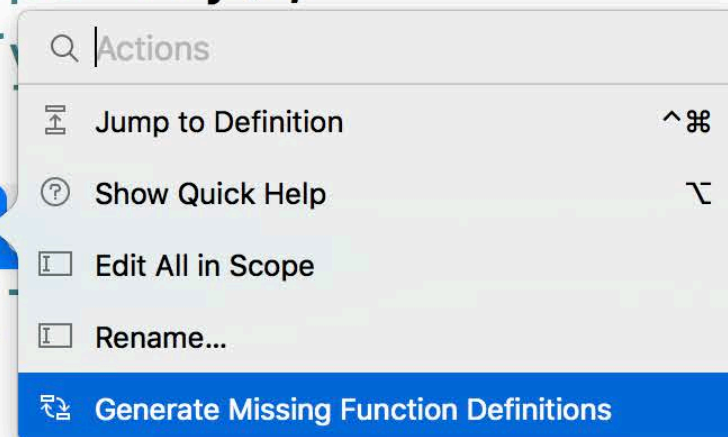 Actions
Jump to Definition ^⌘
Show Quick Help ⌥
Edit All in Scope
Rename...
Generate Missing Function Definitions